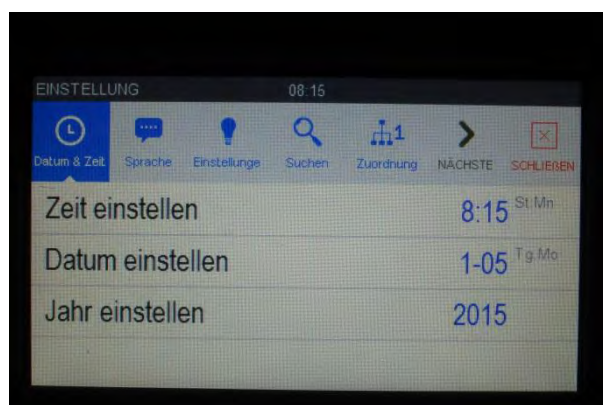 EINSTELLUNG 08:15
1
Datum & Zeit Sprache Einstellunge Suchen Zuordnung NÄCHSTE SCHLIEßEN
Zeit einstellen 8:15 St.Mn
Datum einstellen 1-05 Tg.Mo
Jahr einstellen 2015